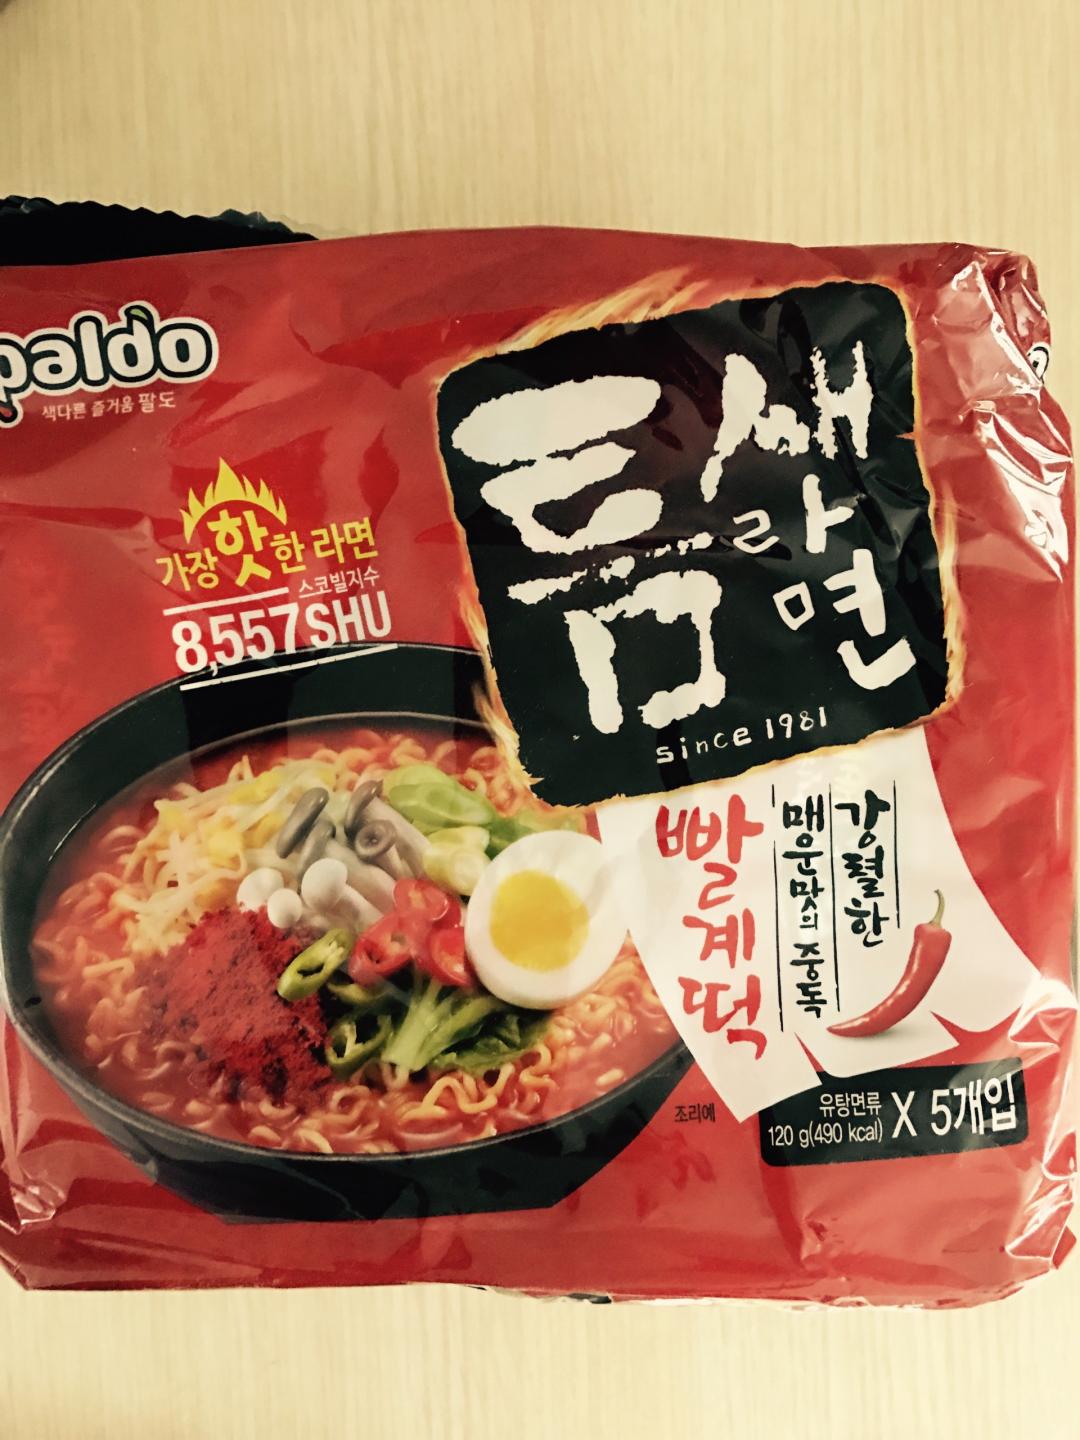 paldo
색다른 즐거움 팔도
가장 핫한 라면
스코빌지수
8,557SHU
틈새
라면
since 1981
빨계떡
강렬한
매운맛의 중독
조리예
유탕면류
120 g(490 kcal) X 5개입